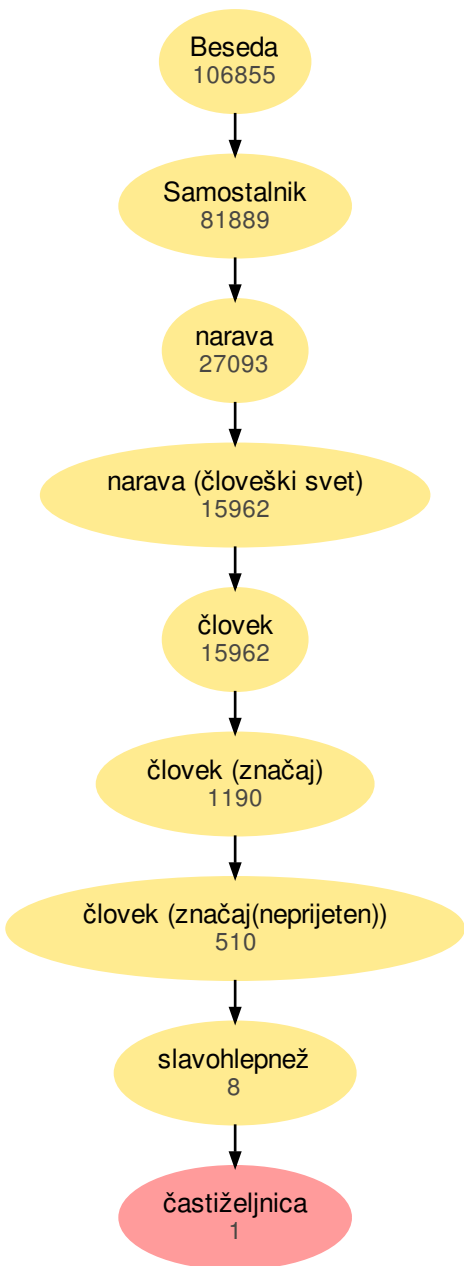 Beseda
106855
Samostalnik
81889
narava
27093
narava (človeški svet)
15962
človek
15962
človek (značaj)
1190
človek (značaj(neprijeten))
510
slavohlepnež
8
častiželjnica
1